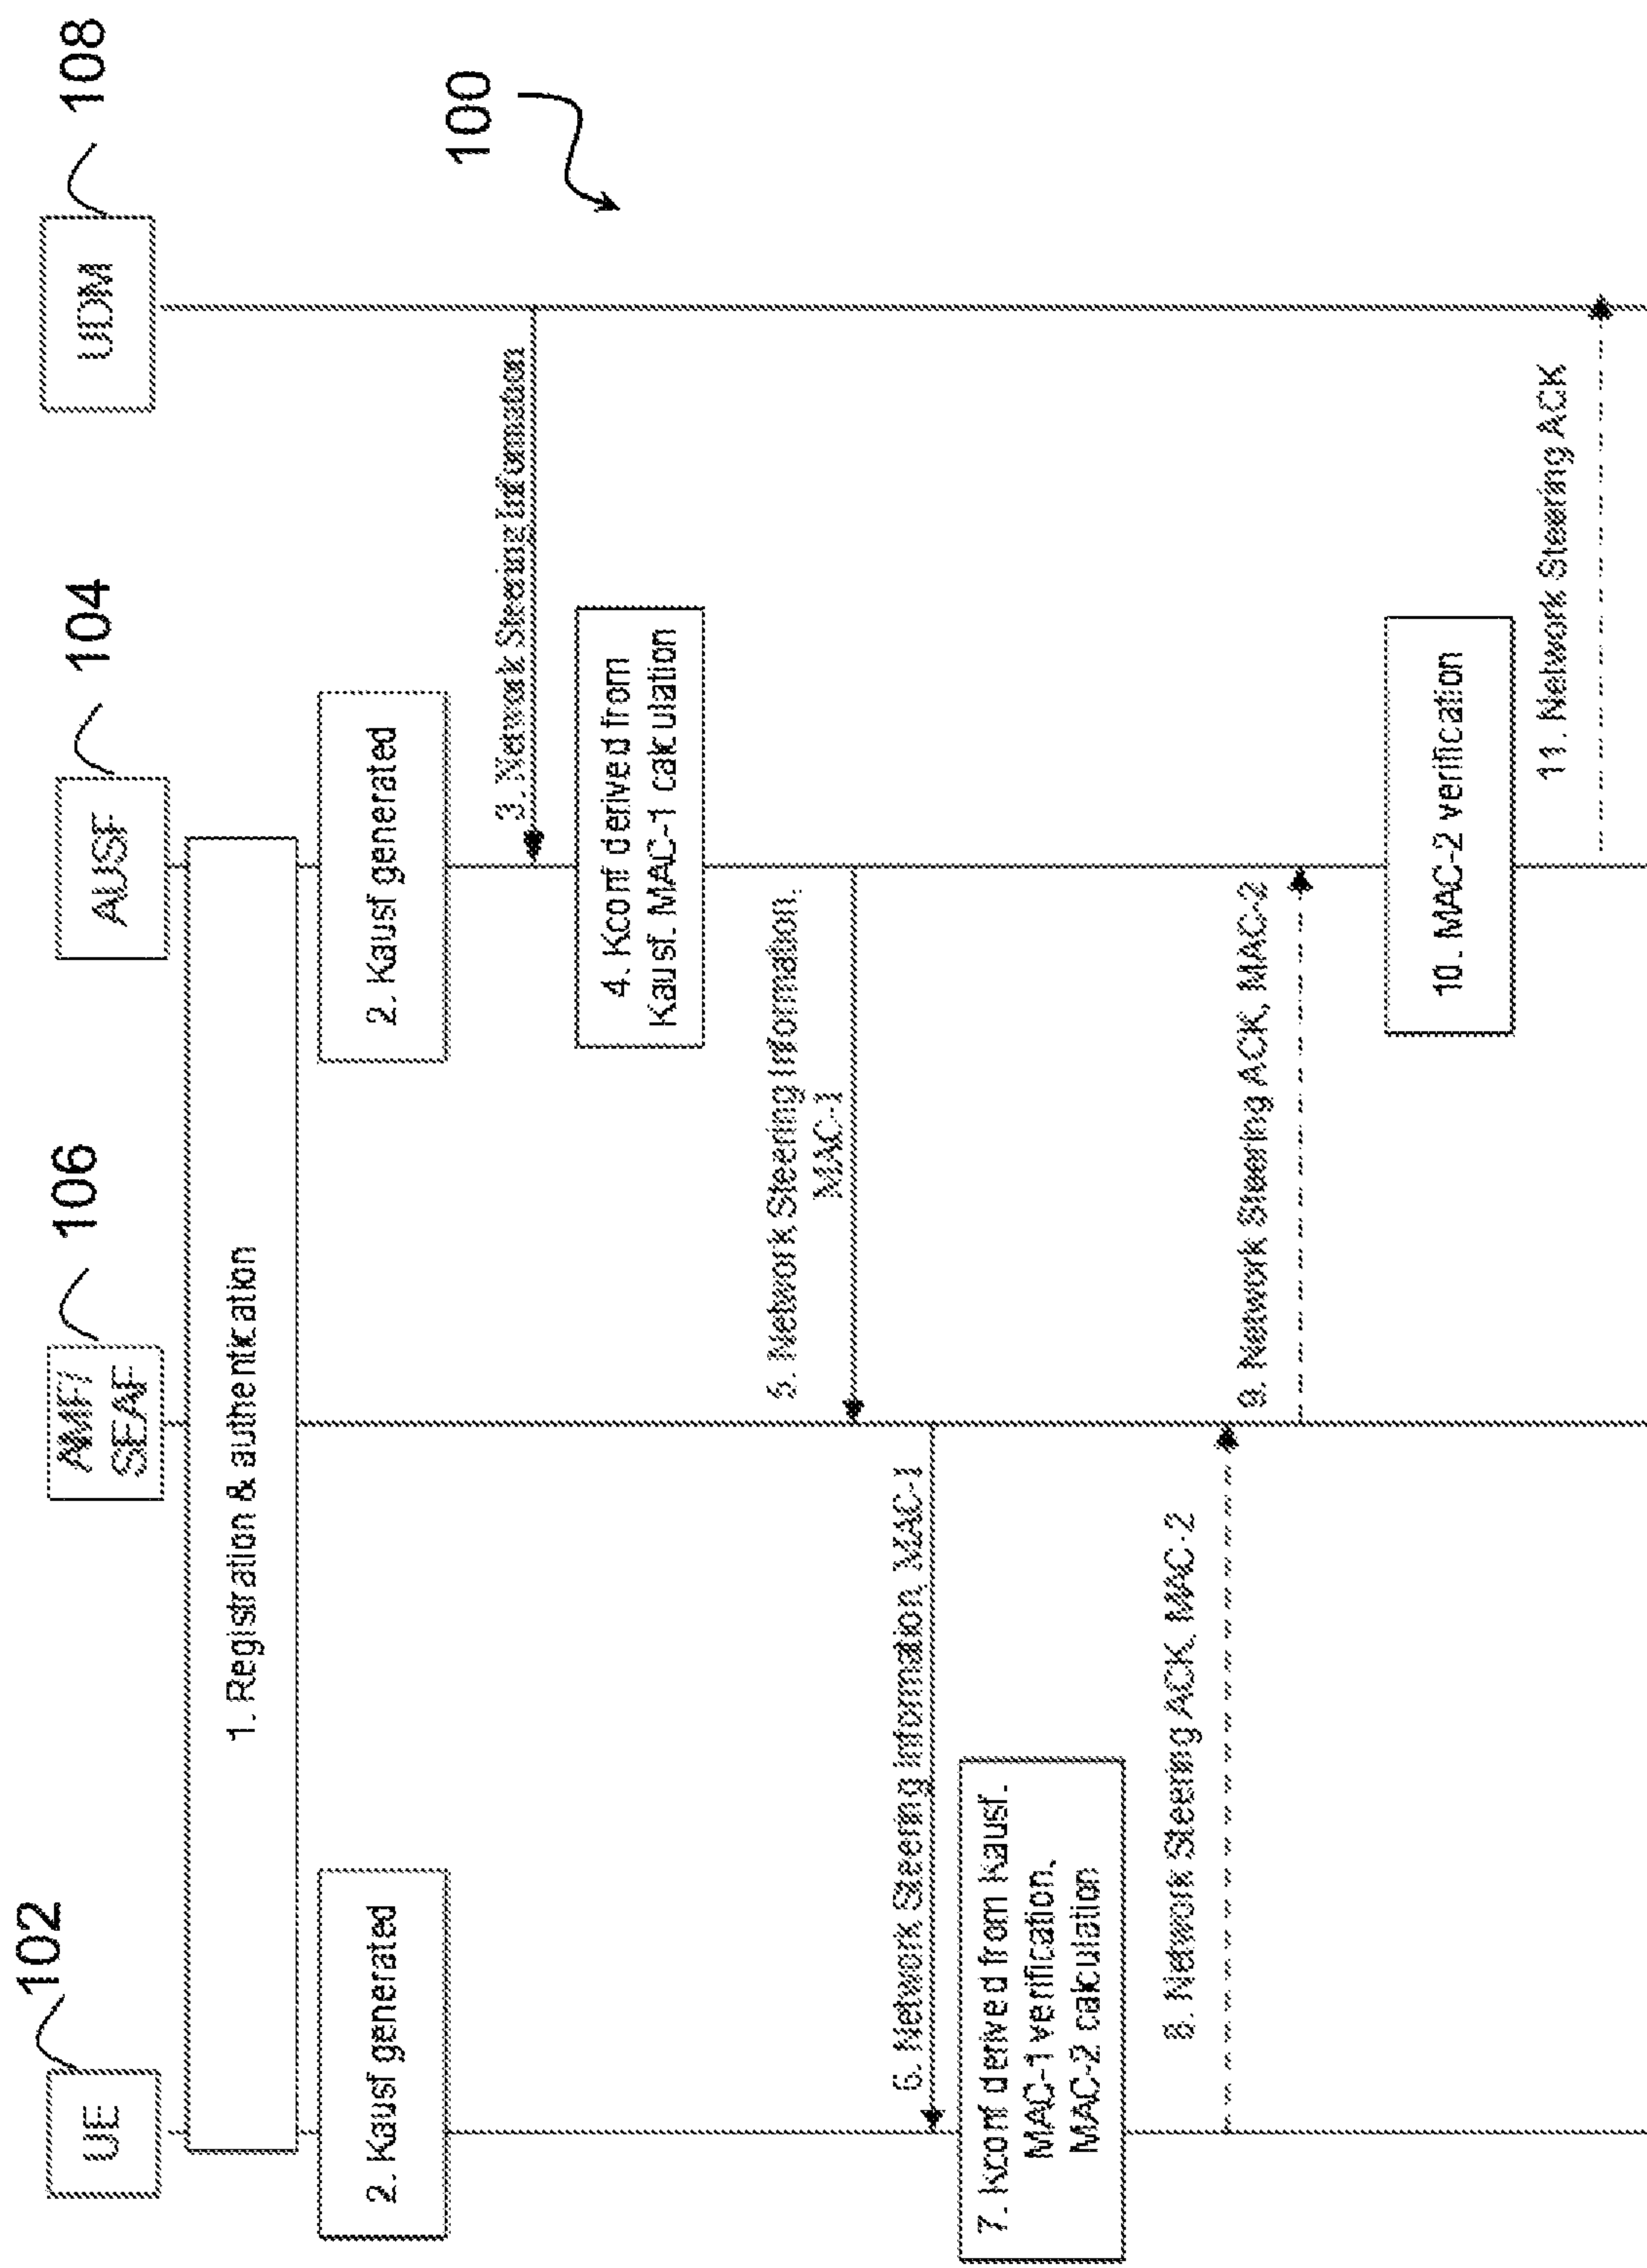 102
UE
106
AMF/
SEAF
104
AUSF
108
UDM
100
1. Registration & authentication
2. Kausf generated
2. Kausf generated
3. Network Steering Information
4. Kconf derived from
Kausf. MAC-1 calculation
5. Network Steering Information,
MAC-1
6. Network Steering Information, MAC-1
7. Kconf derived from Kausf.
MAC-1 verification,
MAC-2 calculation
8. Network Steering ACK, MAC-2
9. Network Steering ACK, MAC-2
10. MAC-2 verification
11. Network Steering ACK